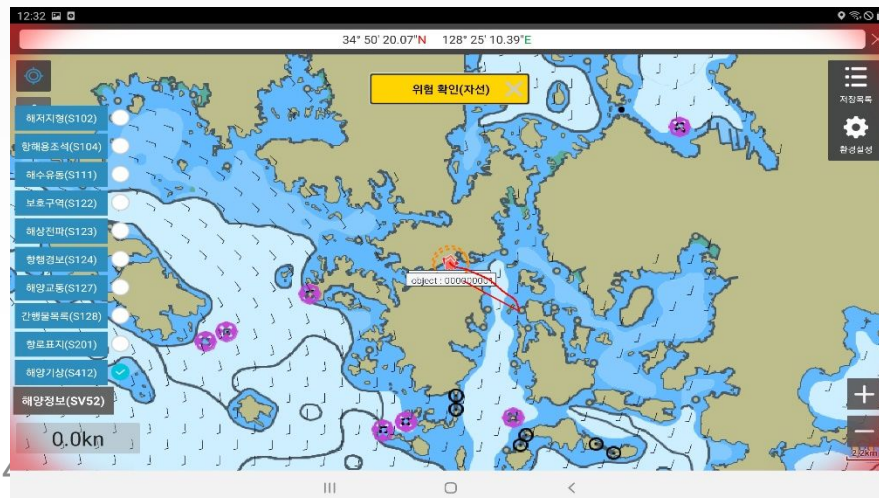 12:32
34° 50' 20.07"N 128° 25' 10.39"E
위험 확인(자선)
저장목록
환경설정
해저지형(S102)
항해용조석(S104)
해수유동(S111)
보호구역(S122)
해상전파(S123)
항행경보(S124)
해양교통(S127)
간행물목록(S128)
항로표지(S201)
해양기상(S412)
해양정보(SV52)
object : 000000001
0.0kn
2.2km